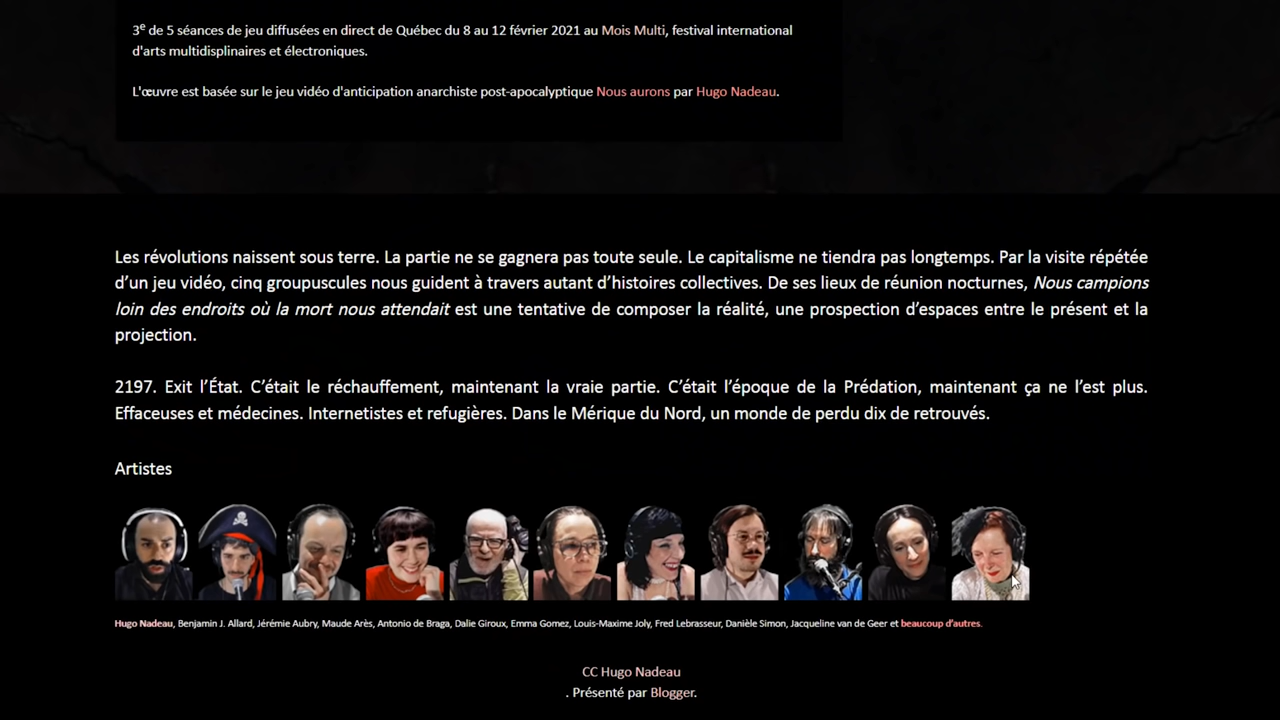 3e de 5 séances de jeu diffusées en direct de Québec du 8 au 12 février 2021 au Mois Multi, festival international
d'arts multidisplinaires et électroniques.
L'œuvre est basée sur le jeu vidéo d'anticipation anarchiste post-apocalyptique Nous aurons par Hugo Nadeau.
Les révolutions naissent sous terre. La partie ne se gagnera pas toute seule. Le capitalisme ne tiendra pas longtemps. Par la visite répétée
d’un jeu vidéo, cinq groupuscules nous guident à travers autant d’histoires collectives. De ses lieux de réunion nocturnes, Nous campions
loin des endroits où la mort nous attendait est une tentative de composer la réalité, une prospection d’espaces entre le présent et la
projection.
2197. Exit l’État. C’était le réchauffement, maintenant la vraie partie. C’était l’époque de la Prédation, maintenant ça ne l’est plus.
Effaceuses et médecines. Internetistes et refugières. Dans le Mérique du Nord, un monde de perdu dix de retrouvés.
Artistes
Hugo Nadeau, Benjamin J. Allard, Jérémie Aubry, Maude Arès, Antonio de Braga, Dalie Giroux, Emma Gomez, Louis-Maxime Joly, Fred Lebrasseur, Danièle Simon, Jacqueline van de Geer et beaucoup d’autres.
CC Hugo Nadeau
. Présenté par Blogger.